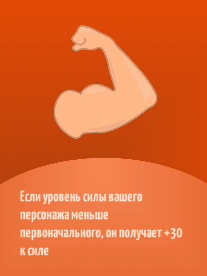 Если уровень силы вашего
персонажа меньше
первоначального, он получает +30
к силе